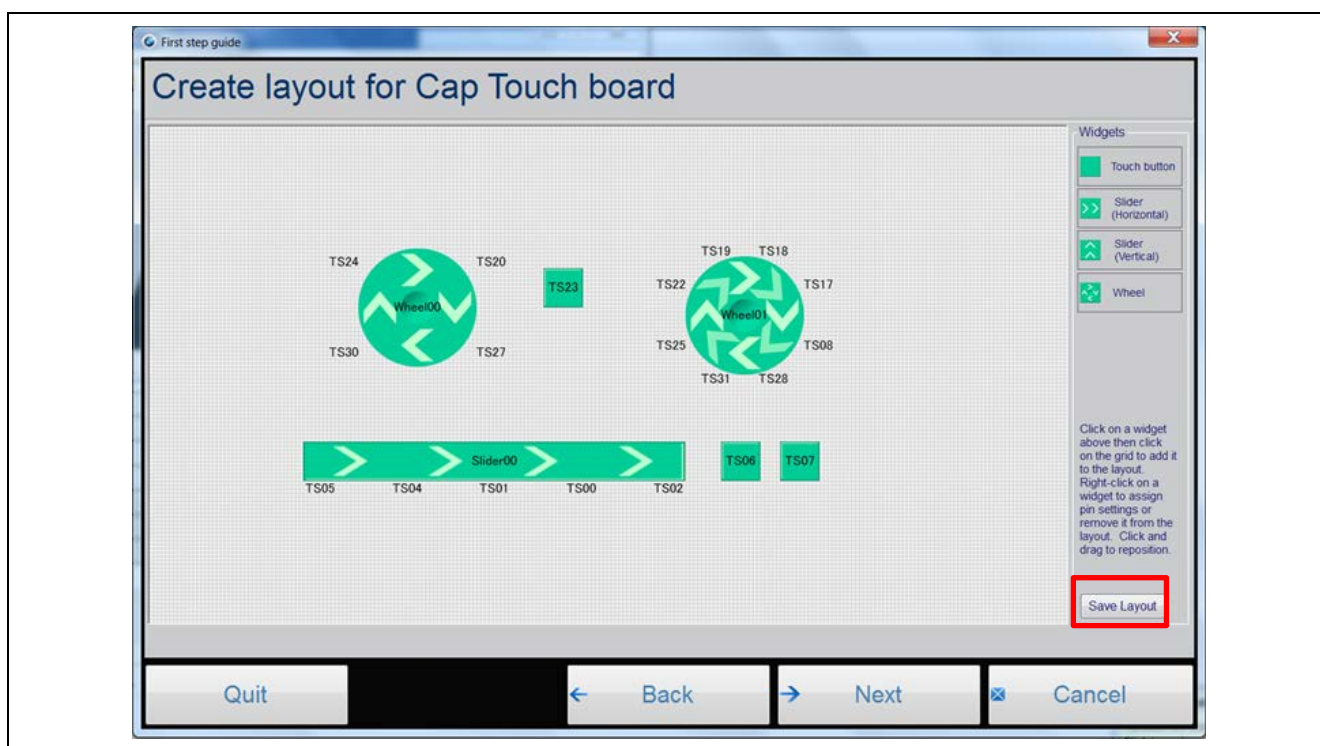 First step guide
Create layout for Cap Touch board
Widgets
Touch button
Slider
(Horizontal)
Slider
(Vertical)
Wheel
TS24
TS20
Wheel00
TS30
TS27
TS23
TS19
TS18
TS22
TS17
Wheel01
TS25
TS08
TS31
TS28
Slider00
TS05
TS04
TS01
TS00
TS02
TS06
TS07
Click on a widget
above then click
on the grid to add it
to the layout.
Right-click on a
widget to assign
pin settings or
remove it from the
layout. Click and
drag to reposition.
Save Layout
Quit
Back
Next
Cancel